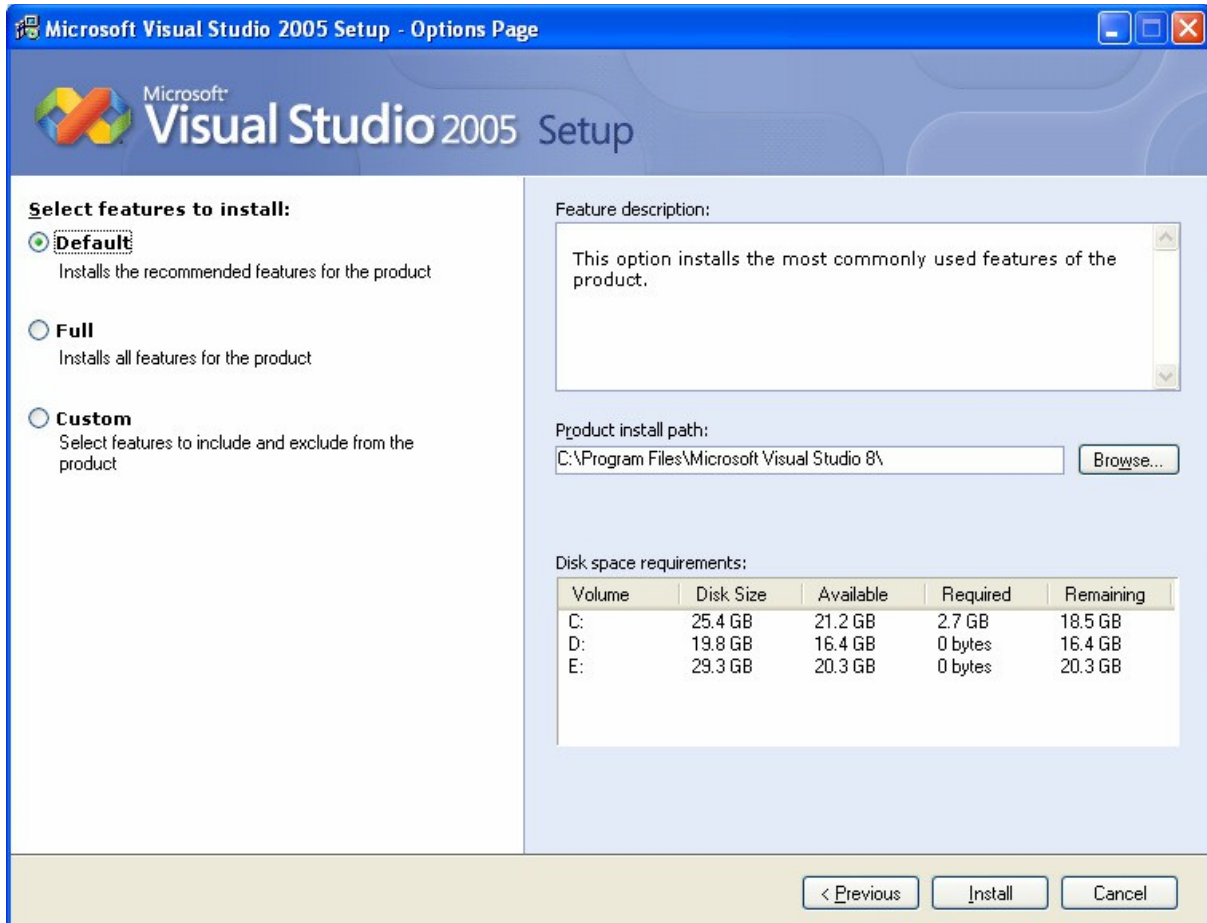 Microsoft Visual Studio 2005 Setup - Options Page
Microsoft
Visual Studio 2005 Setup
Select features to install:
Default
Installs the recommended features for the product
Full
Installs all features for the product
Custom
Select features to include and exclude from the
product
Feature description:
This option installs the most commonly used features of the
product.
Product install path:
C:\Program Files\Microsoft Visual Studio 8\
Browse...
Disk space requirements:
Volume Disk Size Available Required Remaining
C: 25.4 GB 21.2 GB 2.7 GB 18.5 GB
D: 19.8 GB 16.4 GB 0 bytes 16.4 GB
E: 29.3 GB 20.3 GB 0 bytes 20.3 GB
< Previous Install Cancel